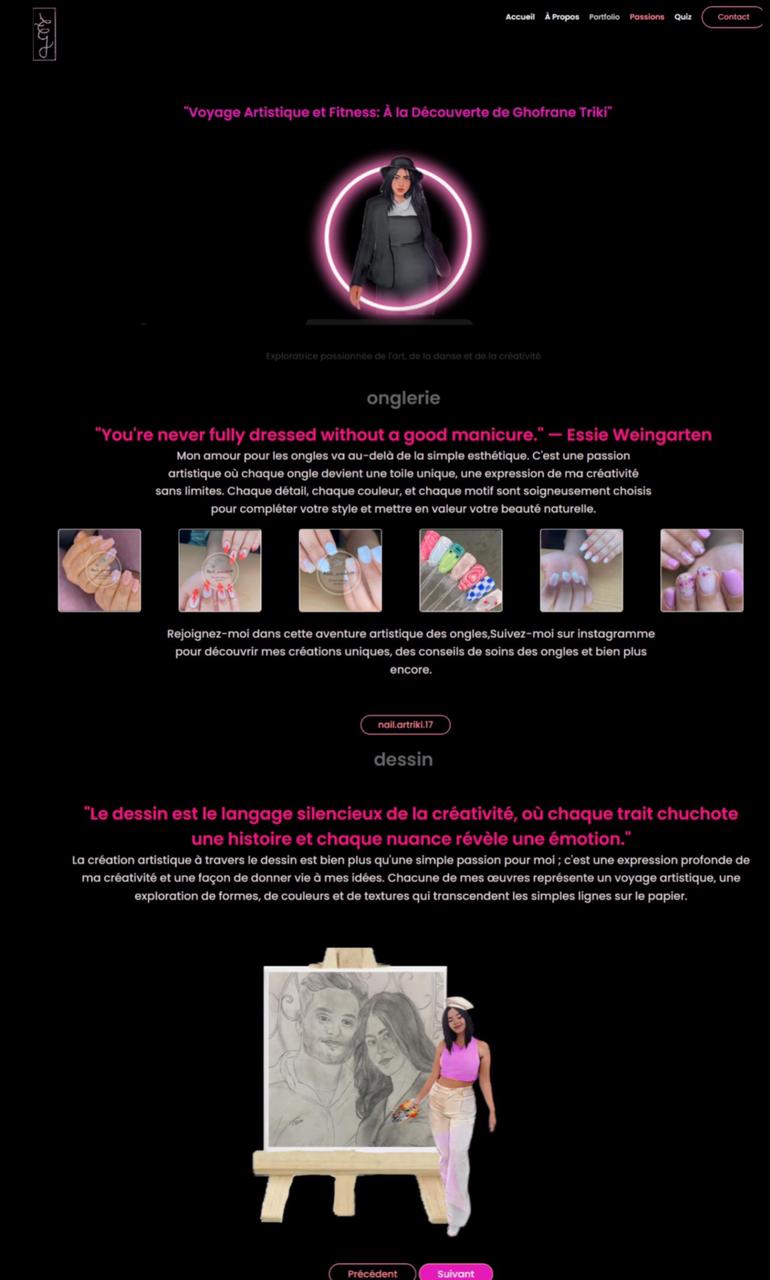 Accueil À Propos Portfolio Passions Quiz Contact
"Voyage Artistique et Fitness: À la Découverte de Ghofrane Triki"
Exploratrice passionnée de l'art, de la danse et de la créativité
onglerie
"You're never fully dressed without a good manicure." — Essie Weingarten
Mon amour pour les ongles va au-delà de la simple esthétique. C'est une passion
artistique où chaque ongle devient une toile unique, une expression de ma créativité
sans limites. Chaque détail, chaque couleur, et chaque motif sont soigneusement choisis
pour compléter votre style et mettre en valeur votre beauté naturelle.
Rejoignez-moi dans cette aventure artistique des ongles,Suivez-moi sur instagramme
pour découvrir mes créations uniques, des conseils de soins des ongles et bien plus
encore.
nail.artriki.17
dessin
"Le dessin est le langage silencieux de la créativité, où chaque trait chuchote
une histoire et chaque nuance révèle une émotion."
La création artistique à travers le dessin est bien plus qu'une simple passion pour moi ; c'est une expression profonde de
ma créativité et une façon de donner vie à mes idées. Chacune de mes œuvres représente un voyage artistique, une
exploration de formes, de couleurs et de textures qui transcendent les simples lignes sur le papier.
Précédent Suivant